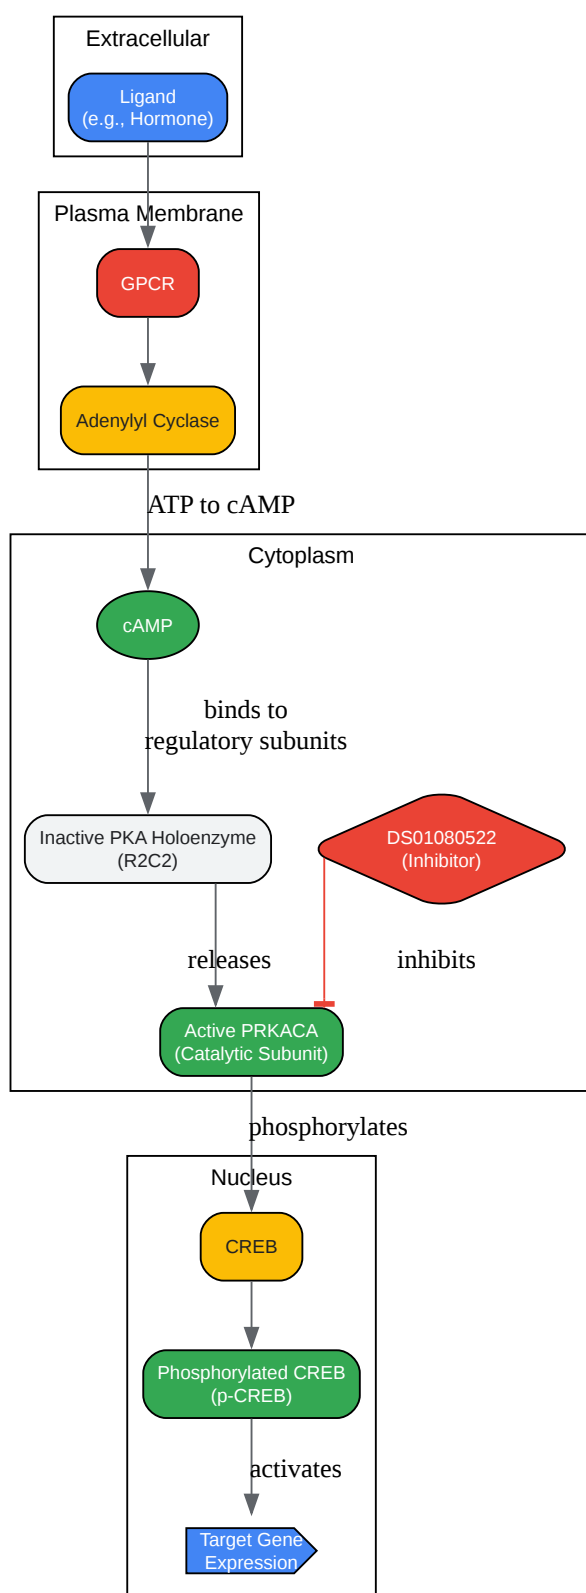 Extracellular
Ligand
(e.g., Hormone)
Plasma Membrane
GPCR
Adenylyl Cyclase
ATP to cAMP
Cytoplasm
cAMP
binds to
regulatory subunits
Inactive PKA Holoenzyme
(R2C2)
DS01080522
(Inhibitor)
releases
inhibits
Active PRKACA
(Catalytic Subunit)
phosphorylates
Nucleus
CREB
Phosphorylated CREB
(p-CREB)
activates
Target Gene
Expression